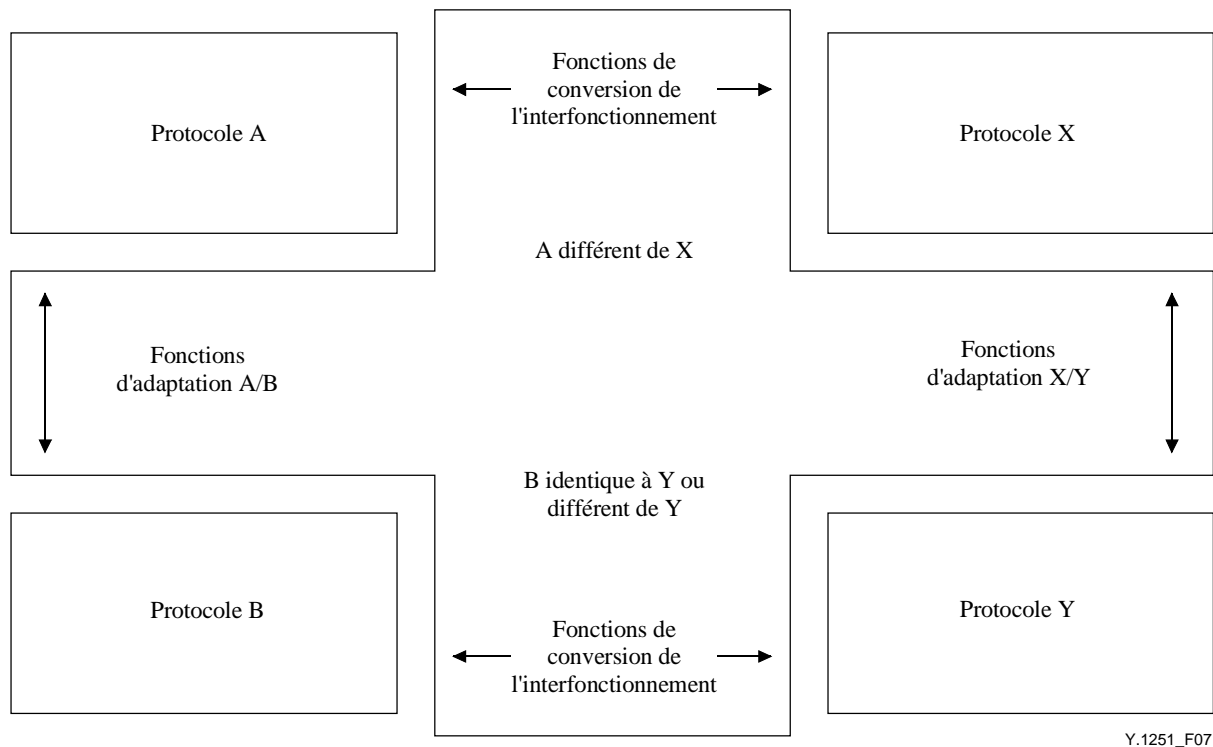 Fonctions de
conversion de
l'interfonctionnement
Protocole A
Protocole X
A différent de X
Fonctions
d'adaptation A/B
Fonctions
d'adaptation X/Y
B identique à Y ou
différent de Y
Protocole B
Protocole Y
Fonctions de
conversion de
l'interfonctionnement
Y.1251_F07